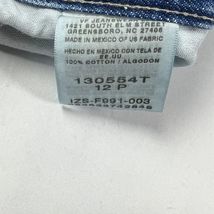 VF JEANSWEAR
1421 SOUTH ELM STREET
GREENSBORO, NC 27406
MADE IN MEXICO OF US FABRIC
HECHO EN MEXICO CON TELA DE
EE.UU
100% COTTON / ALGODON
130554T
12 P
IZS-F091-003